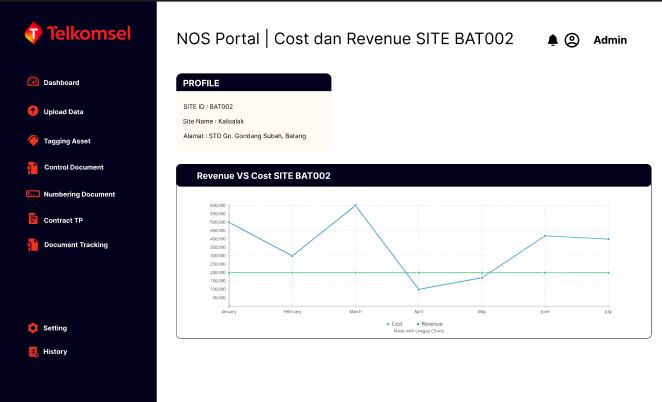 Telkomsel
NOS Portal | Cost dan Revenue SITE BAT002
Admin
Dashboard
Upload Data
Tagging Asset
Control Document
Numbering Document
Contract TP
Document Tracking
Setting
History
PROFILE
SITE ID : BAT002
Site Name : Kalisalak
Alamat : STO Gn. Gondang Subah, Batang
Revenue VS Cost SITE BAT002
600,000
550,000
500,000
450,000
400,000
350,000
300,000
250,000
200,000
150,000
100,000
50,000
January
February
March
April
May
June
July
Cost
Revenue
Made with Livegap Charts